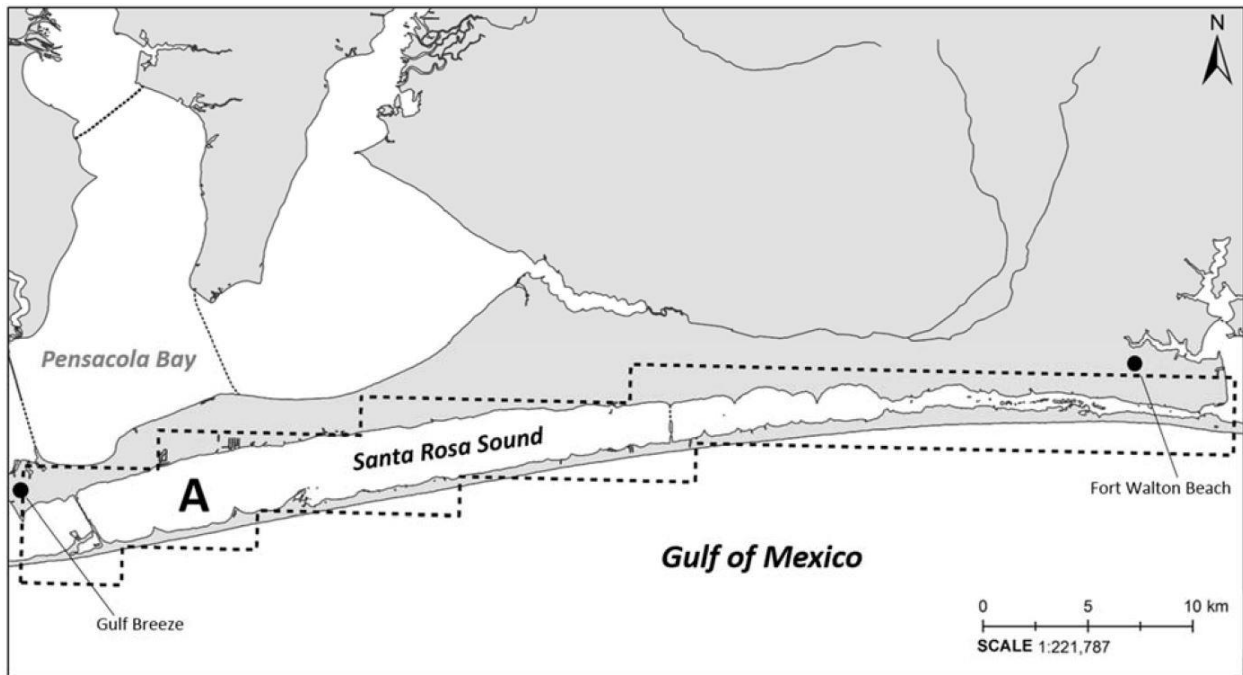 N
Pensacola Bay
Santa Rosa Sound
A
Fort Walton Beach
Gulf of Mexico
Gulf Breeze
0 5 10 km
SCALE 1:221,787